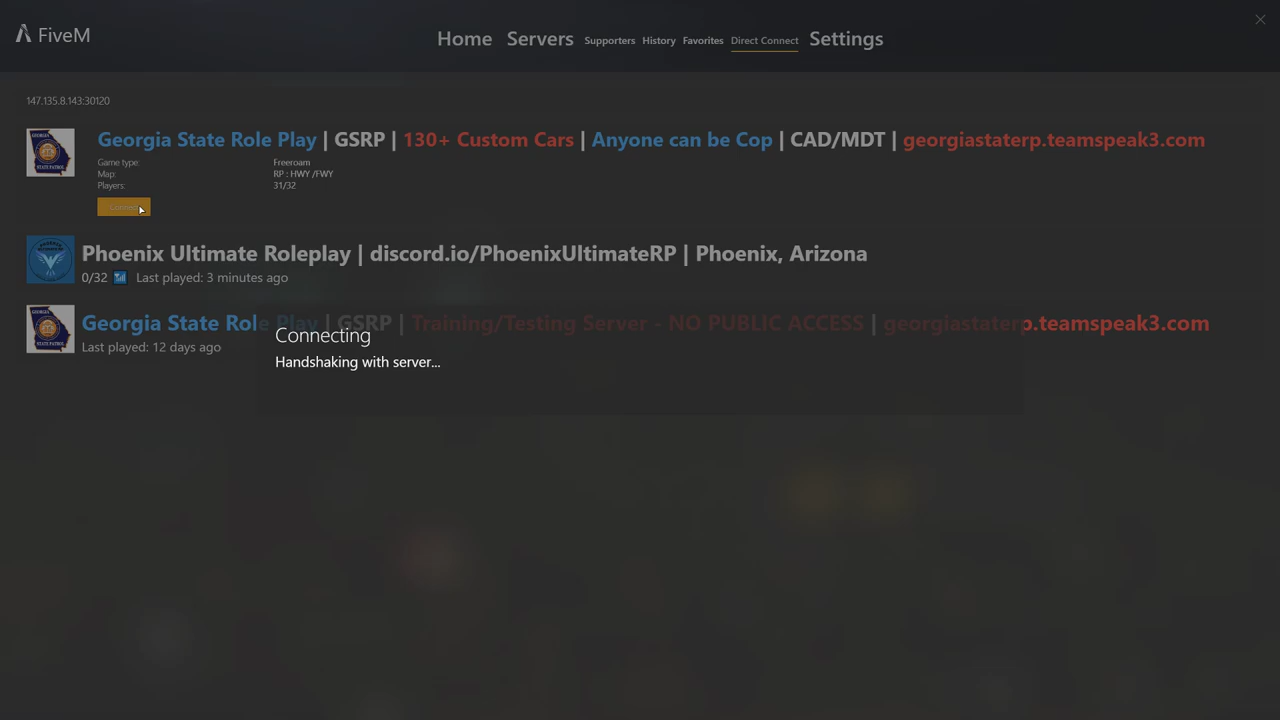 FiveM
Home Servers Supporters History Favorites Direct Connect Settings
147.135.8.143:30120
Georgia State Role Play | GSRP | 130+ Custom Cars | Anyone can be Cop | CAD/MDT | georgiastaterp.teamspeak3.com
Game type: Freeroam
Map: RP : HWY /FWY
Players: 31/32
Connect
Phoenix Ultimate Roleplay | discord.io/PhoenixUltimateRP | Phoenix, Arizona
0/32 Last played: 3 minutes ago
Georgia State Role Play | GSRP | Training/Testing Server - NO PUBLIC ACCESS | georgiastaterp.teamspeak3.com
Last played: 12 days ago
Connecting
Handshaking with server...